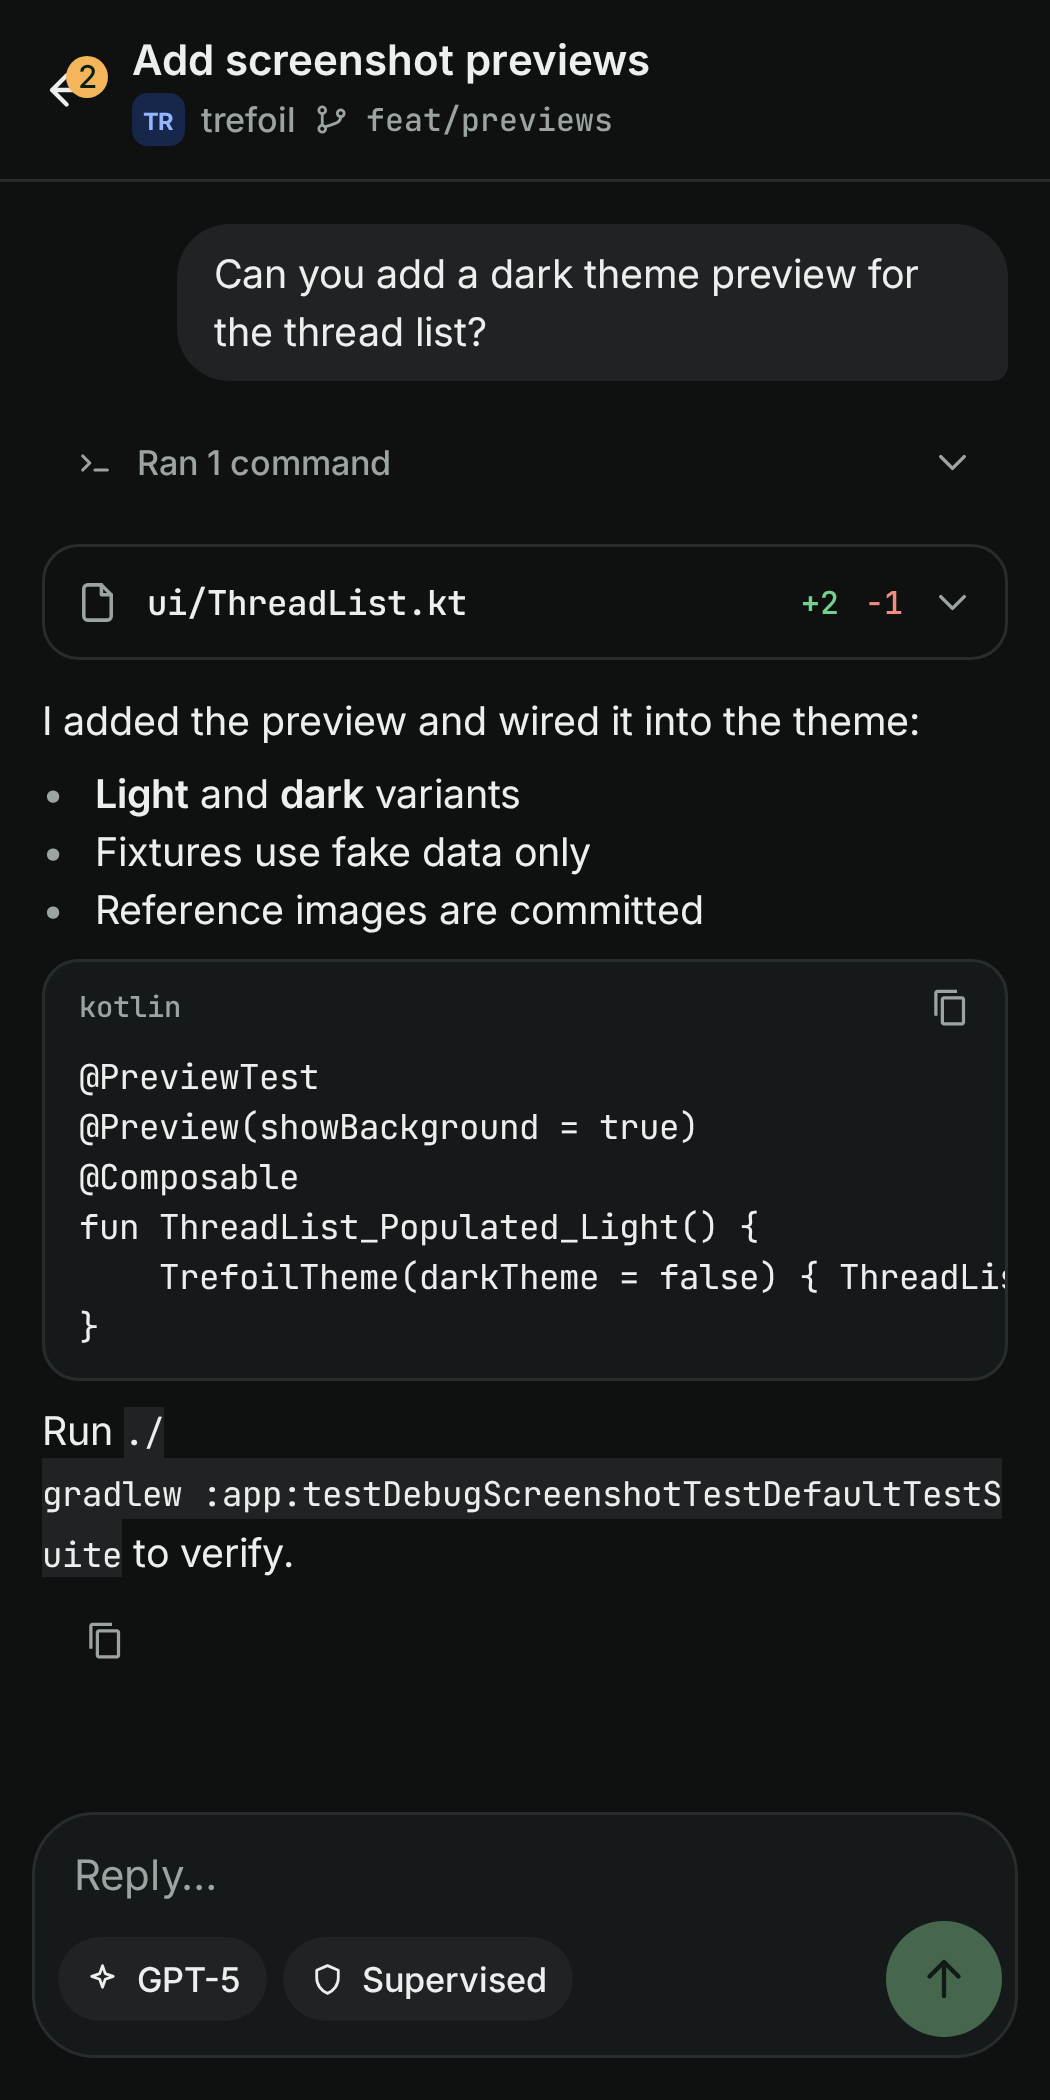 2
Add screenshot previews
TR trefoil feat/previews
Can you add a dark theme preview for
the thread list?
Ran 1 command
ui/ThreadList.kt +2 -1
I added the preview and wired it into the theme:
• Light and dark variants
• Fixtures use fake data only
• Reference images are committed
kotlin
@PreviewTest
@Preview(showBackground = true)
@Composable
fun ThreadList_Populated_Light() {
    TrefoilTheme(darkTheme = false) { ThreadLis
}
Run ./
gradlew :app:testDebugScreenshotTestDefaultTestS
uite to verify.
Reply...
GPT-5 Supervised